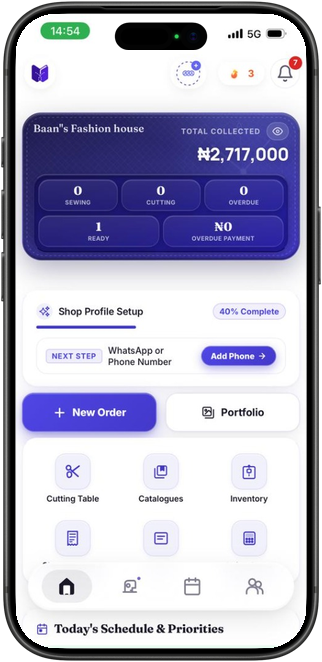 14:54
5G
3
7
Baan"s Fashion house
TOTAL COLLECTED
₦2,717,000
0
SEWING
0
CUTTING
0
OVERDUE
1
READY
₦0
OVERDUE PAYMENT
Shop Profile Setup
40% Complete
NEXT STEP
WhatsApp or
Phone Number
Add Phone →
+ New Order
Portfolio
Cutting Table
Catalogues
Inventory
Today's Schedule & Priorities